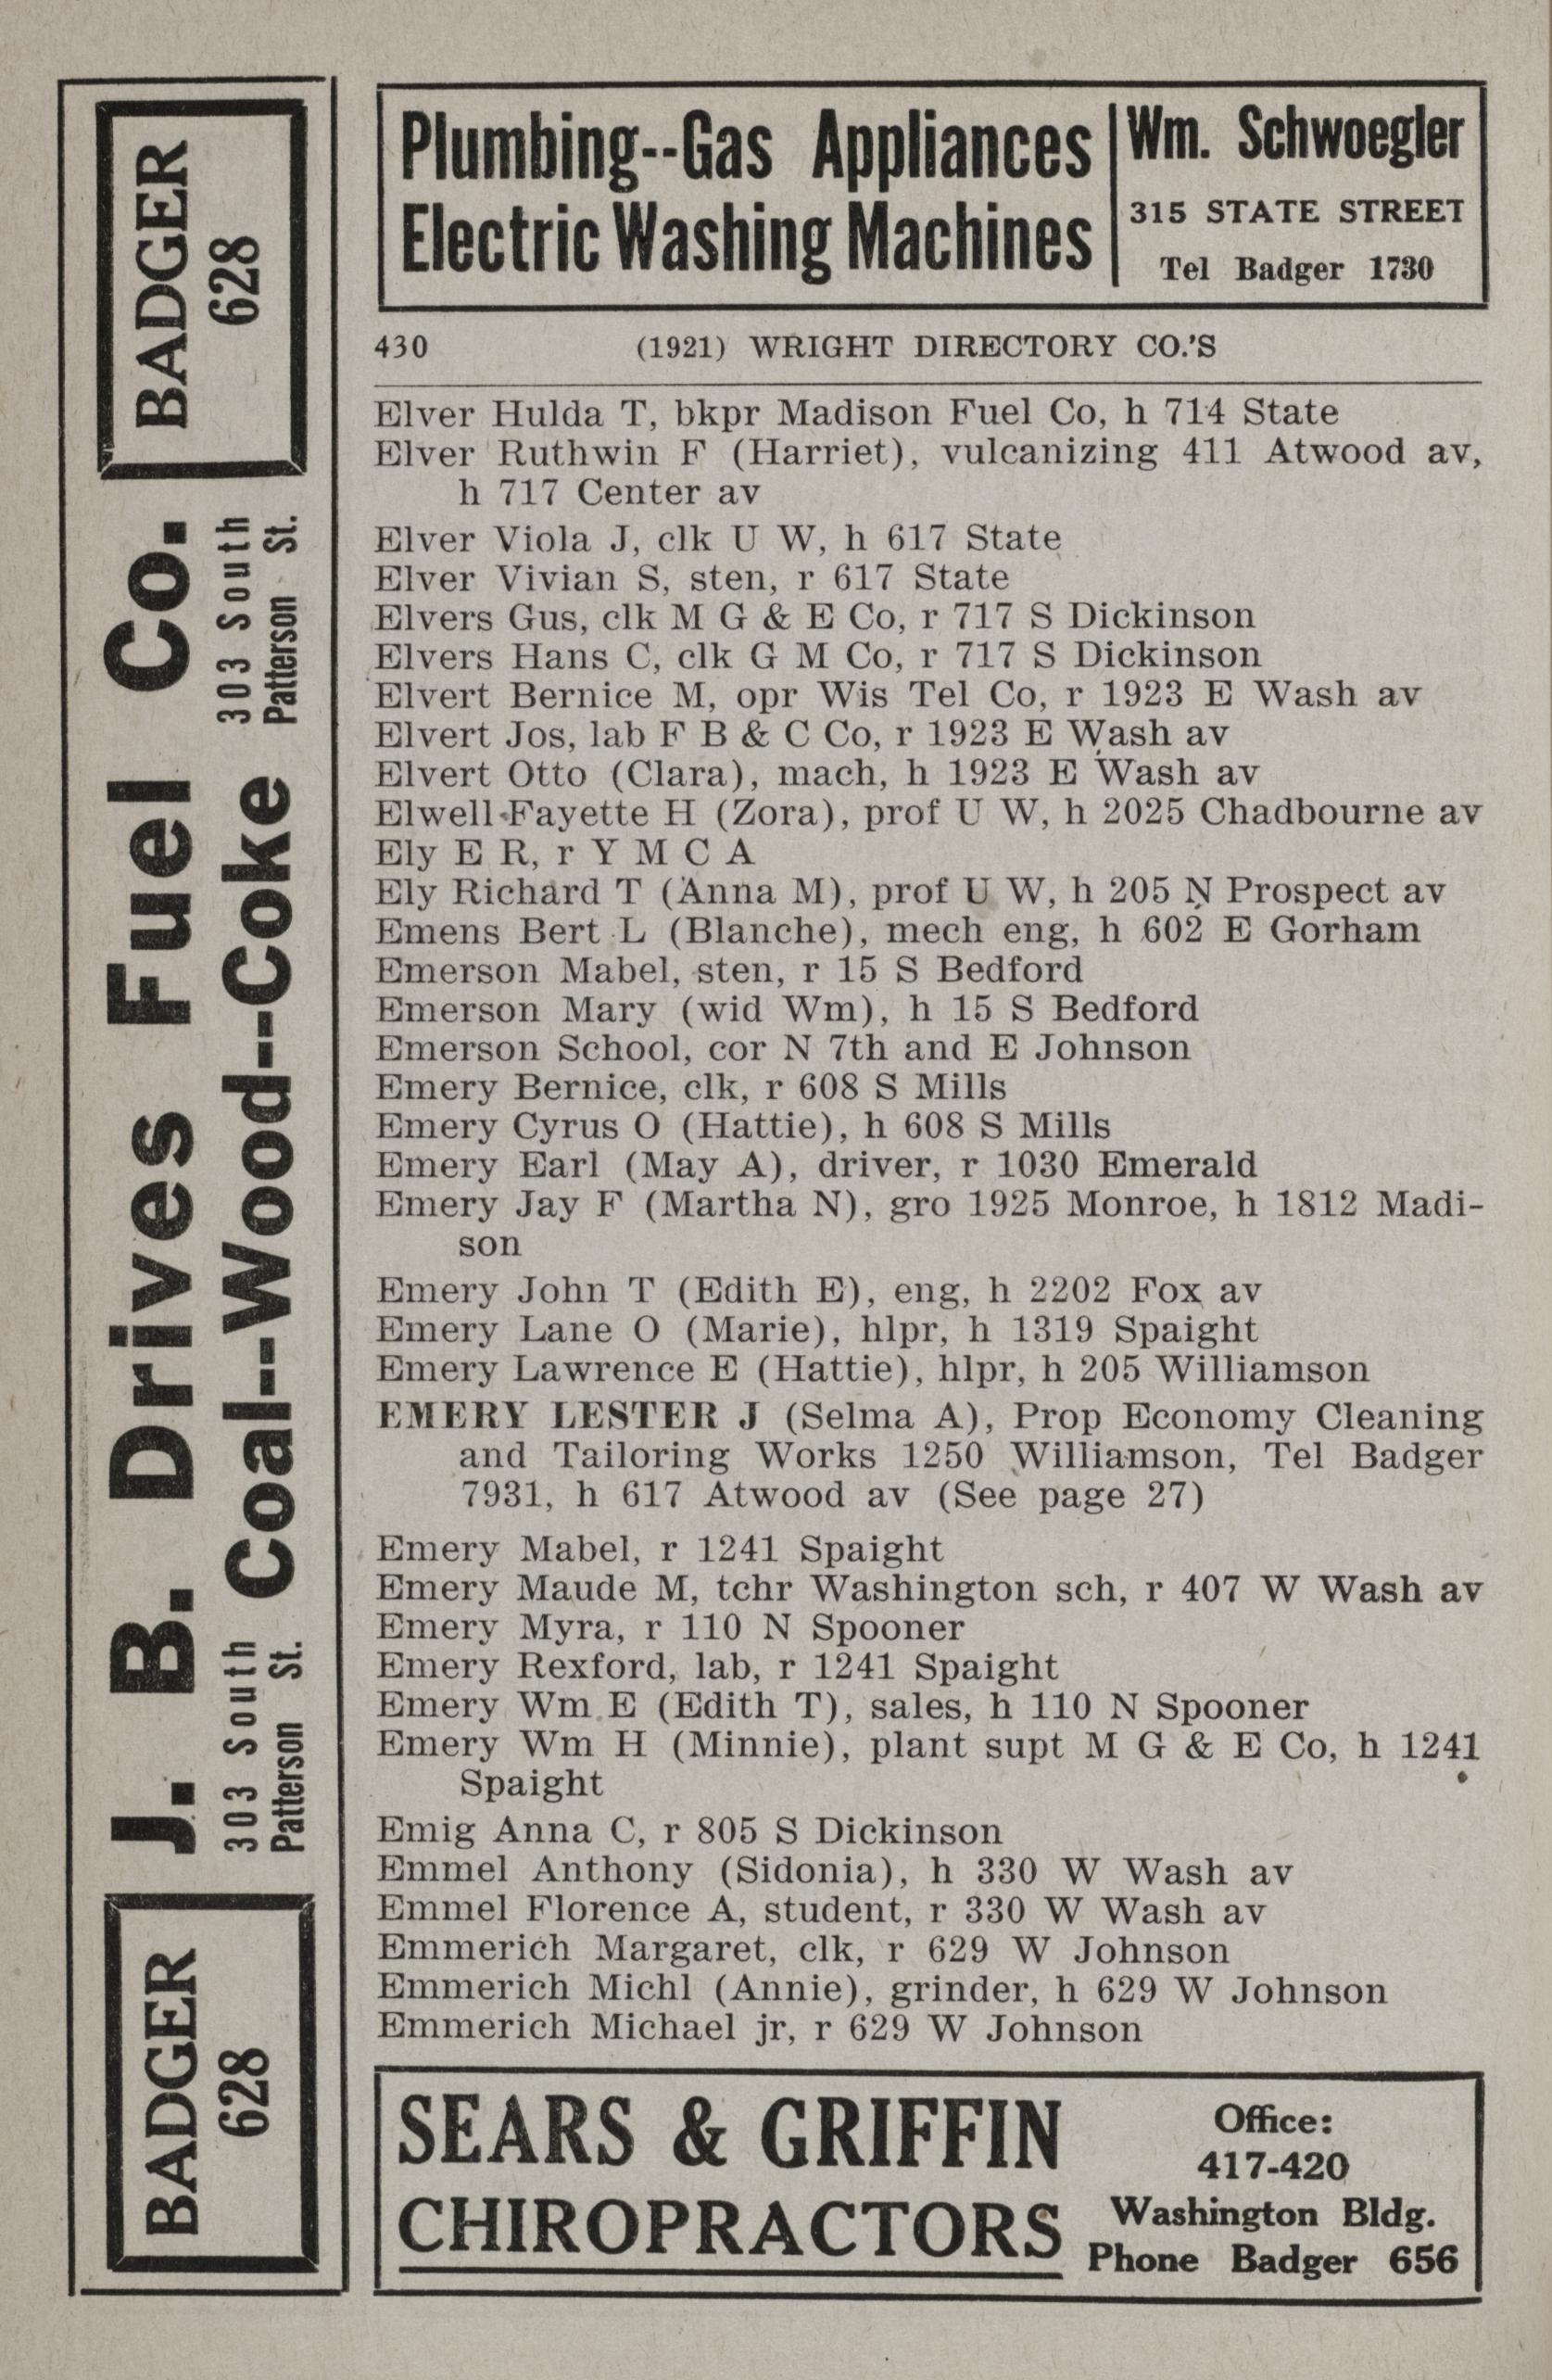 Plumbing--Gas Appliances
Electric Washing Machines
Wm. Schwoegler
315 STATE STREET
Tel Badger 1730
BADGER
628
J. B. Drives Fuel Co.
303 South
Patterson St.
Coal--Wood--Coke
303 South
Patterson St.
BADGER
628
430 (1921) WRIGHT DIRECTORY CO.'S
Elver Hulda T, bkpr Madison Fuel Co, h 714 State
Elver Ruthwin F (Harriet), vulcanizing 411 Atwood av,
h 717 Center av
Elver Viola J, clk U W, h 617 State
Elver Vivian S, sten, r 617 State
Elvers Gus, clk M G & E Co, r 717 S Dickinson
Elvers Hans C, clk G M Co, r 717 S Dickinson
Elvert Bernice M, opr Wis Tel Co, r 1923 E Wash av
Elvert Jos, lab F B & C Co, r 1923 E Wash av
Elvert Otto (Clara), mach, h 1923 E Wash av
Elwell Fayette H (Zora), prof U W, h 2025 Chadbourne av
Ely E R, r Y M C A
Ely Richard T (Anna M), prof U W, h 205 N Prospect av
Emens Bert L (Blanche), mech eng, h 602 E Gorham
Emerson Mabel, sten, r 15 S Bedford
Emerson Mary (wid Wm), h 15 S Bedford
Emerson School, cor N 7th and E Johnson
Emery Bernice, clk, r 608 S Mills
Emery Cyrus O (Hattie), h 608 S Mills
Emery Earl (May A), driver, r 1030 Emerald
Emery Jay F (Martha N), gro 1925 Monroe, h 1812 Madi-
son
Emery John T (Edith E), eng, h 2202 Fox av
Emery Lane O (Marie), hlpr, h 1319 Spaight
Emery Lawrence E (Hattie), hlpr, h 205 Williamson
EMERY LESTER J (Selma A), Prop Economy Cleaning
and Tailoring Works 1250 Williamson, Tel Badger
7931, h 617 Atwood av (See page 27)
Emery Mabel, r 1241 Spaight
Emery Maude M, tchr Washington sch, r 407 W Wash av
Emery Myra, r 110 N Spooner
Emery Rexford, lab, r 1241 Spaight
Emery Wm E (Edith T), sales, h 110 N Spooner
Emery Wm H (Minnie), plant supt M G & E Co, h 1241
Spaight
Emig Anna C, r 805 S Dickinson
Emmel Anthony (Sidonia), h 330 W Wash av
Emmel Florence A, student, r 330 W Wash av
Emmerich Margaret, clk, r 629 W Johnson
Emmerich Michl (Annie), grinder, h 629 W Johnson
Emmerich Michael jr, r 629 W Johnson
SEARS & GRIFFIN
CHIROPRACTORS
Office:
417-420
Washington Bldg.
Phone Badger 656